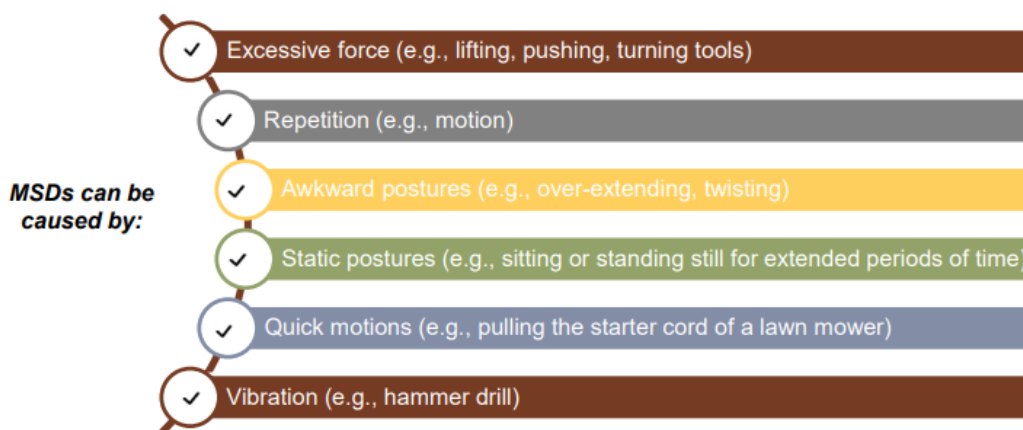 Excessive force (e.g., lifting, pushing, turning tools)
Repetition (e.g., motion)
Awkward postures (e.g., over-extending, twisting)
MSDs can be
caused by:
Static postures (e.g., sitting or standing still for extended periods of time)
Quick motions (e.g., pulling the starter cord of a lawn mower)
Vibration (e.g., hammer drill)